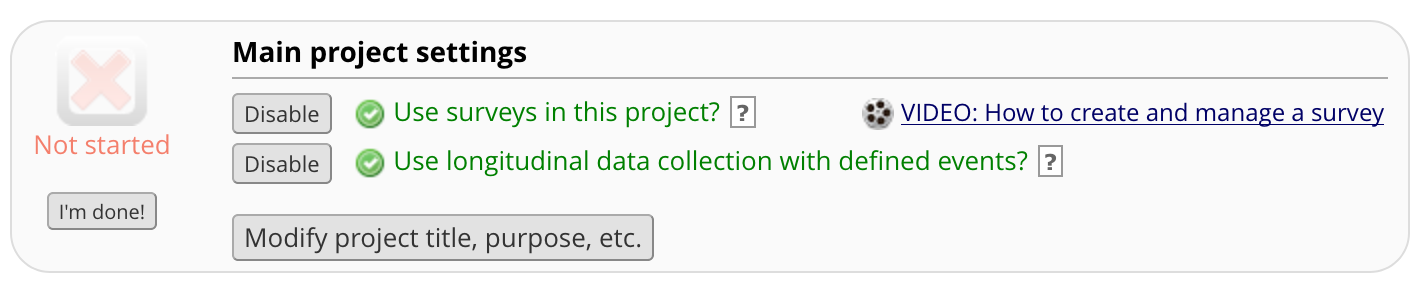 Main project settings
Not started
I'm done!
Disable Use surveys in this project? ? VIDEO: How to create and manage a survey
Disable Use longitudinal data collection with defined events? ?
Modify project title, purpose, etc.